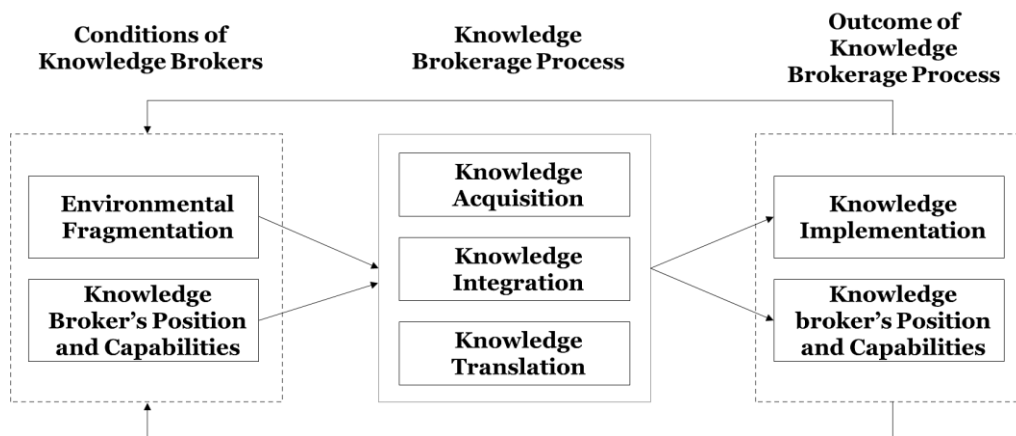 Conditions of
Knowledge Brokers
Knowledge
Brokerage Process
Outcome of
Knowledge
Brokerage Process
Environmental
Fragmentation
Knowledge
Broker’s Position
and Capabilities
Knowledge
Acquisition
Knowledge
Integration
Knowledge
Translation
Knowledge
Implementation
Knowledge
broker’s Position
and Capabilities